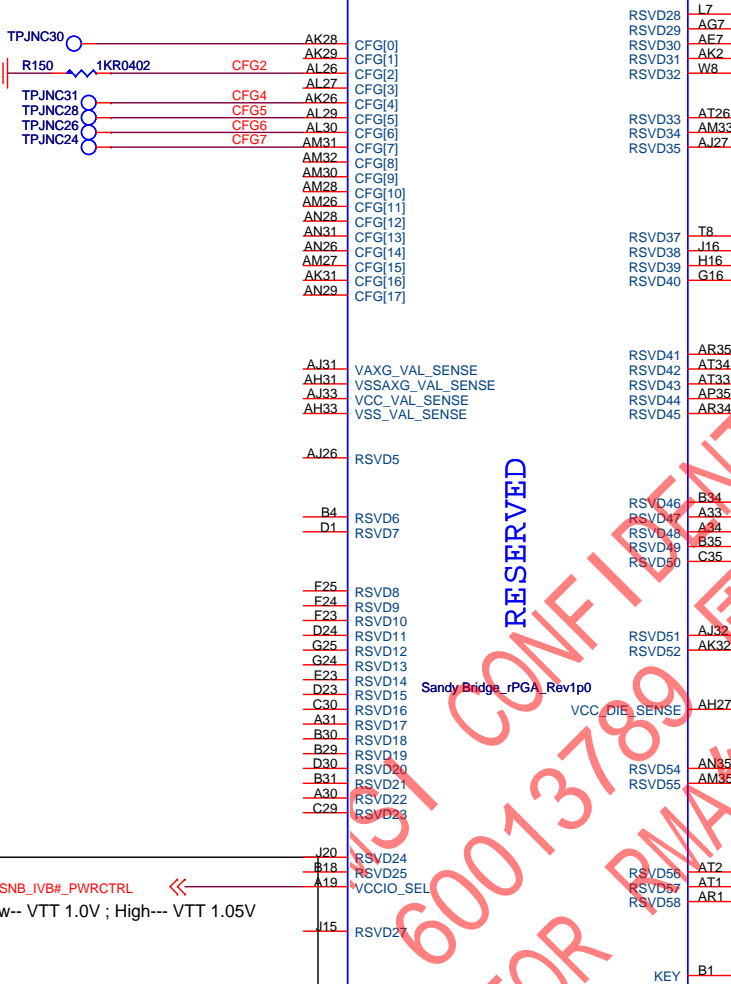 TPJNC30
AK28 CFG[0]
AK29 CFG[1]
R150 1KR0402 CFG2 AL26 CFG[2]
AL27 CFG[3]
TPJNC31 CFG4 AK26 CFG[4]
TPJNC28 CFG5 AL29 CFG[5]
TPJNC26 CFG6 AL30 CFG[6]
TPJNC24 CFG7 AM31 CFG[7]
AM32 CFG[8]
AM30 CFG[9]
AM28 CFG[10]
AM26 CFG[11]
AN28 CFG[12]
AN31 CFG[13]
AN26 CFG[14]
AM27 CFG[15]
AK31 CFG[16]
AN29 CFG[17]
AJ31 VAXG_VAL_SENSE
AH31 VSSAXG_VAL_SENSE
AJ33 VCC_VAL_SENSE
AH33 VSS_VAL_SENSE
AJ26 RSVD5
B4 RSVD6
D1 RSVD7
F25 RSVD8
F24 RSVD9
F23 RSVD10
D24 RSVD11
G25 RSVD12
G24 RSVD13
E23 RSVD14
D23 RSVD15
C30 RSVD16
A31 RSVD17
B30 RSVD18
B29 RSVD19
D30 RSVD20
B31 RSVD21
A30 RSVD22
C29 RSVD23
J20 RSVD24
B18 RSVD25
SNB_IVB#_PWRCTRL A19 VCCIO_SEL
w-- VTT 1.0V ; High--- VTT 1.05V
J15 RSVD27
RESERVED
Sandy Bridge_rPGA_Rev1p0
RSVD28 L7
RSVD29 AG7
RSVD30 AE7
RSVD31 AK2
RSVD32 W8
RSVD33 AT26
RSVD34 AM33
RSVD35 AJ27
RSVD37 T8
RSVD38 J16
RSVD39 H16
RSVD40 G16
RSVD41 AR35
RSVD42 AT34
RSVD43 AT33
RSVD44 AP35
RSVD45 AR34
RSVD46 B34
RSVD47 A33
RSVD48 A34
RSVD49 B35
RSVD50 C35
RSVD51 AJ32
RSVD52 AK32
VCC_DIE_SENSE AH27
RSVD54 AN35
RSVD55 AM35
RSVD56 AT2
RSVD57 AT1
RSVD58 AR1
KEY B1
MSI CONFIDENT
60013789
FOR RMA